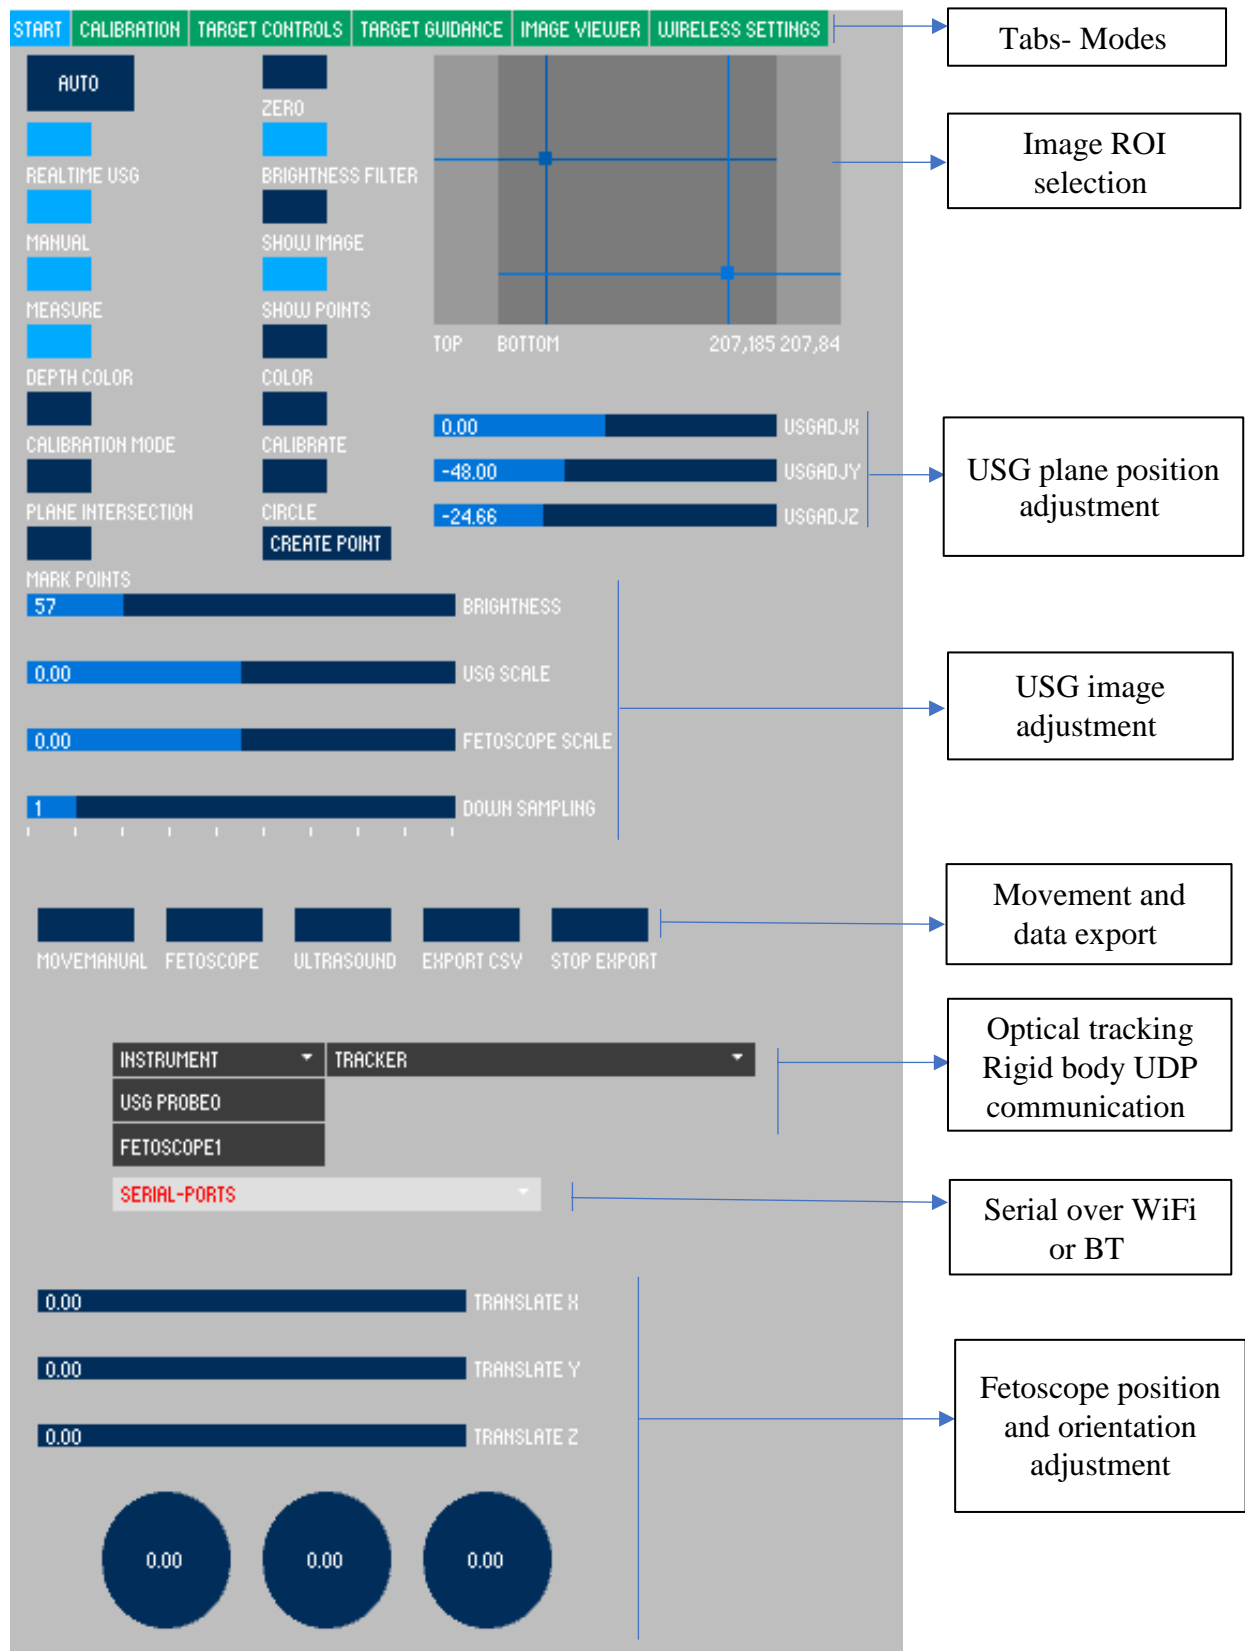 START CALIBRATION TARGET CONTROLS TARGET GUIDANCE IMAGE VIEWER WIRELESS SETTINGS
Tabs- Modes
AUTO
ZERO
REALTIME USG
BRIGHTNESS FILTER
MANUAL
SHOW IMAGE
MEASURE
SHOW POINTS
DEPTH COLOR
COLOR
CALIBRATION MODE
CALIBRATE
PLANE INTERSECTION
CIRCLE
MARK POINTS
CREATE POINT
TOP BOTTOM 207,185 207,84
Image ROI
selection
0.00 USGADJX
-48.00 USGADJY
-24.66 USGADJZ
USG plane position
adjustment
57 BRIGHTNESS
0.00 USG SCALE
0.00 FETOSCOPE SCALE
1 DOWN SAMPLING
USG image
adjustment
MOVEMANUAL FETOSCOPE ULTRASOUND EXPORT CSV STOP EXPORT
Movement and
data export
INSTRUMENT TRACKER
USG PROBE0
FETOSCOPE1
Optical tracking
Rigid body UDP
communication
SERIAL-PORTS
Serial over WiFi
or BT
0.00 TRANSLATE X
0.00 TRANSLATE Y
0.00 TRANSLATE Z
0.00 0.00 0.00
Fetoscope position
and orientation
adjustment